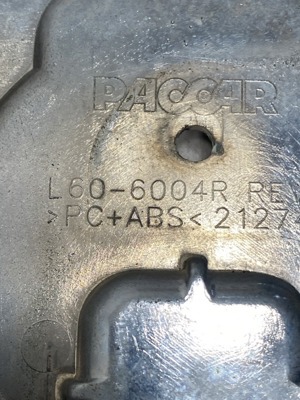 PACCAR
L60-6004R RE
>PC+ABS< 2127